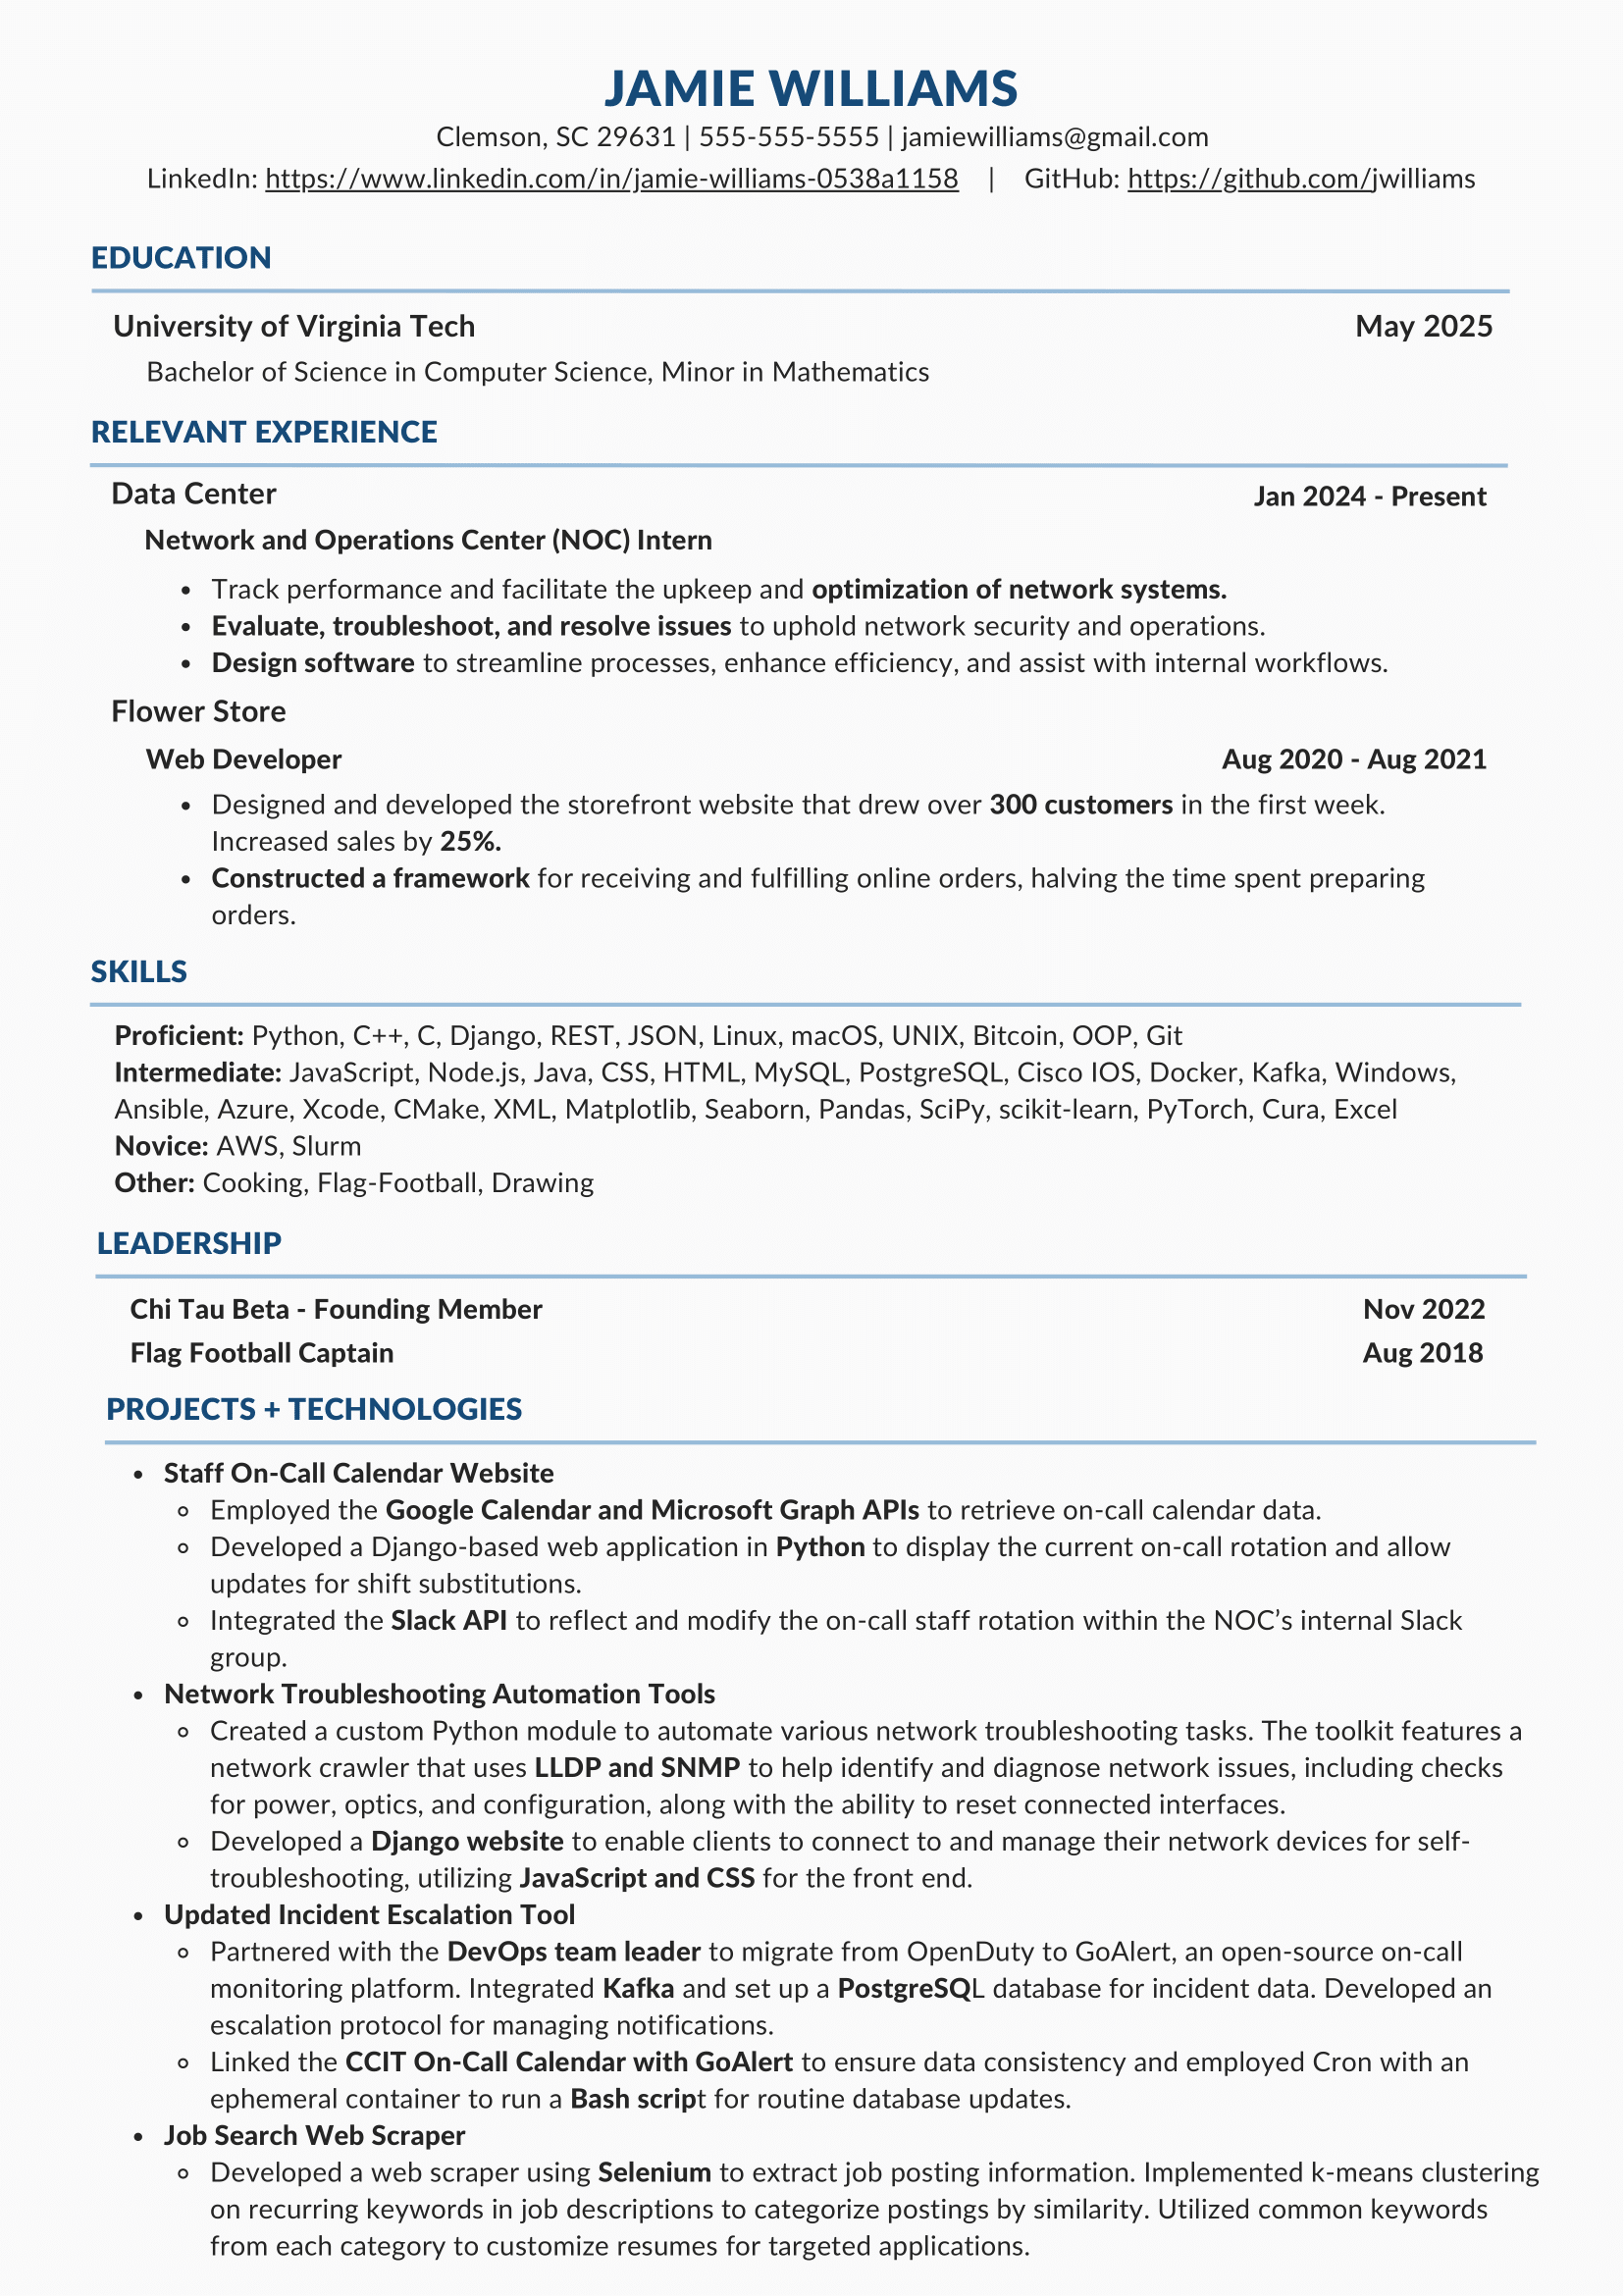 JAMIE WILLIAMS
Clemson, SC 29631 | 555-555-5555 | jamiewilliams@gmail.com
LinkedIn: https://www.linkedin.com/in/jamie-williams-0538a1158 | GitHub: https://github.com/jwilliams
EDUCATION
University of Virginia Tech May 2025
Bachelor of Science in Computer Science, Minor in Mathematics
RELEVANT EXPERIENCE
Data Center Jan 2024 - Present
Network and Operations Center (NOC) Intern
• Track performance and facilitate the upkeep and optimization of network systems.
• Evaluate, troubleshoot, and resolve issues to uphold network security and operations.
• Design software to streamline processes, enhance efficiency, and assist with internal workflows.
Flower Store
Web Developer Aug 2020 - Aug 2021
• Designed and developed the storefront website that drew over 300 customers in the first week.
Increased sales by 25%.
• Constructed a framework for receiving and fulfilling online orders, halving the time spent preparing
orders.
SKILLS
Proficient: Python, C++, C, Django, REST, JSON, Linux, macOS, UNIX, Bitcoin, OOP, Git
Intermediate: JavaScript, Node.js, Java, CSS, HTML, MySQL, PostgreSQL, Cisco IOS, Docker, Kafka, Windows,
Ansible, Azure, Xcode, CMake, XML, Matplotlib, Seaborn, Pandas, SciPy, scikit-learn, PyTorch, Cura, Excel
Novice: AWS, Slurm
Other: Cooking, Flag-Football, Drawing
LEADERSHIP
Chi Tau Beta - Founding Member Nov 2022
Flag Football Captain Aug 2018
PROJECTS + TECHNOLOGIES
• Staff On-Call Calendar Website
◦ Employed the Google Calendar and Microsoft Graph APIs to retrieve on-call calendar data.
◦ Developed a Django-based web application in Python to display the current on-call rotation and allow
updates for shift substitutions.
◦ Integrated the Slack API to reflect and modify the on-call staff rotation within the NOC’s internal Slack
group.
• Network Troubleshooting Automation Tools
◦ Created a custom Python module to automate various network troubleshooting tasks. The toolkit features a
network crawler that uses LLDP and SNMP to help identify and diagnose network issues, including checks
for power, optics, and configuration, along with the ability to reset connected interfaces.
◦ Developed a Django website to enable clients to connect to and manage their network devices for self-
troubleshooting, utilizing JavaScript and CSS for the front end.
• Updated Incident Escalation Tool
◦ Partnered with the DevOps team leader to migrate from OpenDuty to GoAlert, an open-source on-call
monitoring platform. Integrated Kafka and set up a PostgreSQL database for incident data. Developed an
escalation protocol for managing notifications.
◦ Linked the CCIT On-Call Calendar with GoAlert to ensure data consistency and employed Cron with an
ephemeral container to run a Bash script for routine database updates.
• Job Search Web Scraper
◦ Developed a web scraper using Selenium to extract job posting information. Implemented k-means clustering
on recurring keywords in job descriptions to categorize postings by similarity. Utilized common keywords
from each category to customize resumes for targeted applications.